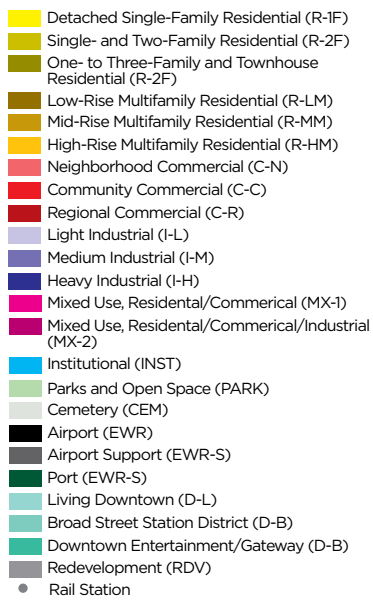 Detached Single-Family Residential (R-1F)
Single- and Two-Family Residential (R-2F)
One- to Three-Family and Townhouse
Residential (R-2F)
Low-Rise Multifamily Residential (R-LM)
Mid-Rise Multifamily Residential (R-MM)
High-Rise Multifamily Residential (R-HM)
Neighborhood Commercial (C-N)
Community Commercial (C-C)
Regional Commercial (C-R)
Light Industrial (I-L)
Medium Industrial (I-M)
Heavy Industrial (I-H)
Mixed Use, Residental/Commerical (MX-1)
Mixed Use, Residental/Commerical/Industrial
(MX-2)
Institutional (INST)
Parks and Open Space (PARK)
Cemetery (CEM)
Airport (EWR)
Airport Support (EWR-S)
Port (EWR-S)
Living Downtown (D-L)
Broad Street Station District (D-B)
Downtown Entertainment/Gateway (D-B)
Redevelopment (RDV)
Rail Station